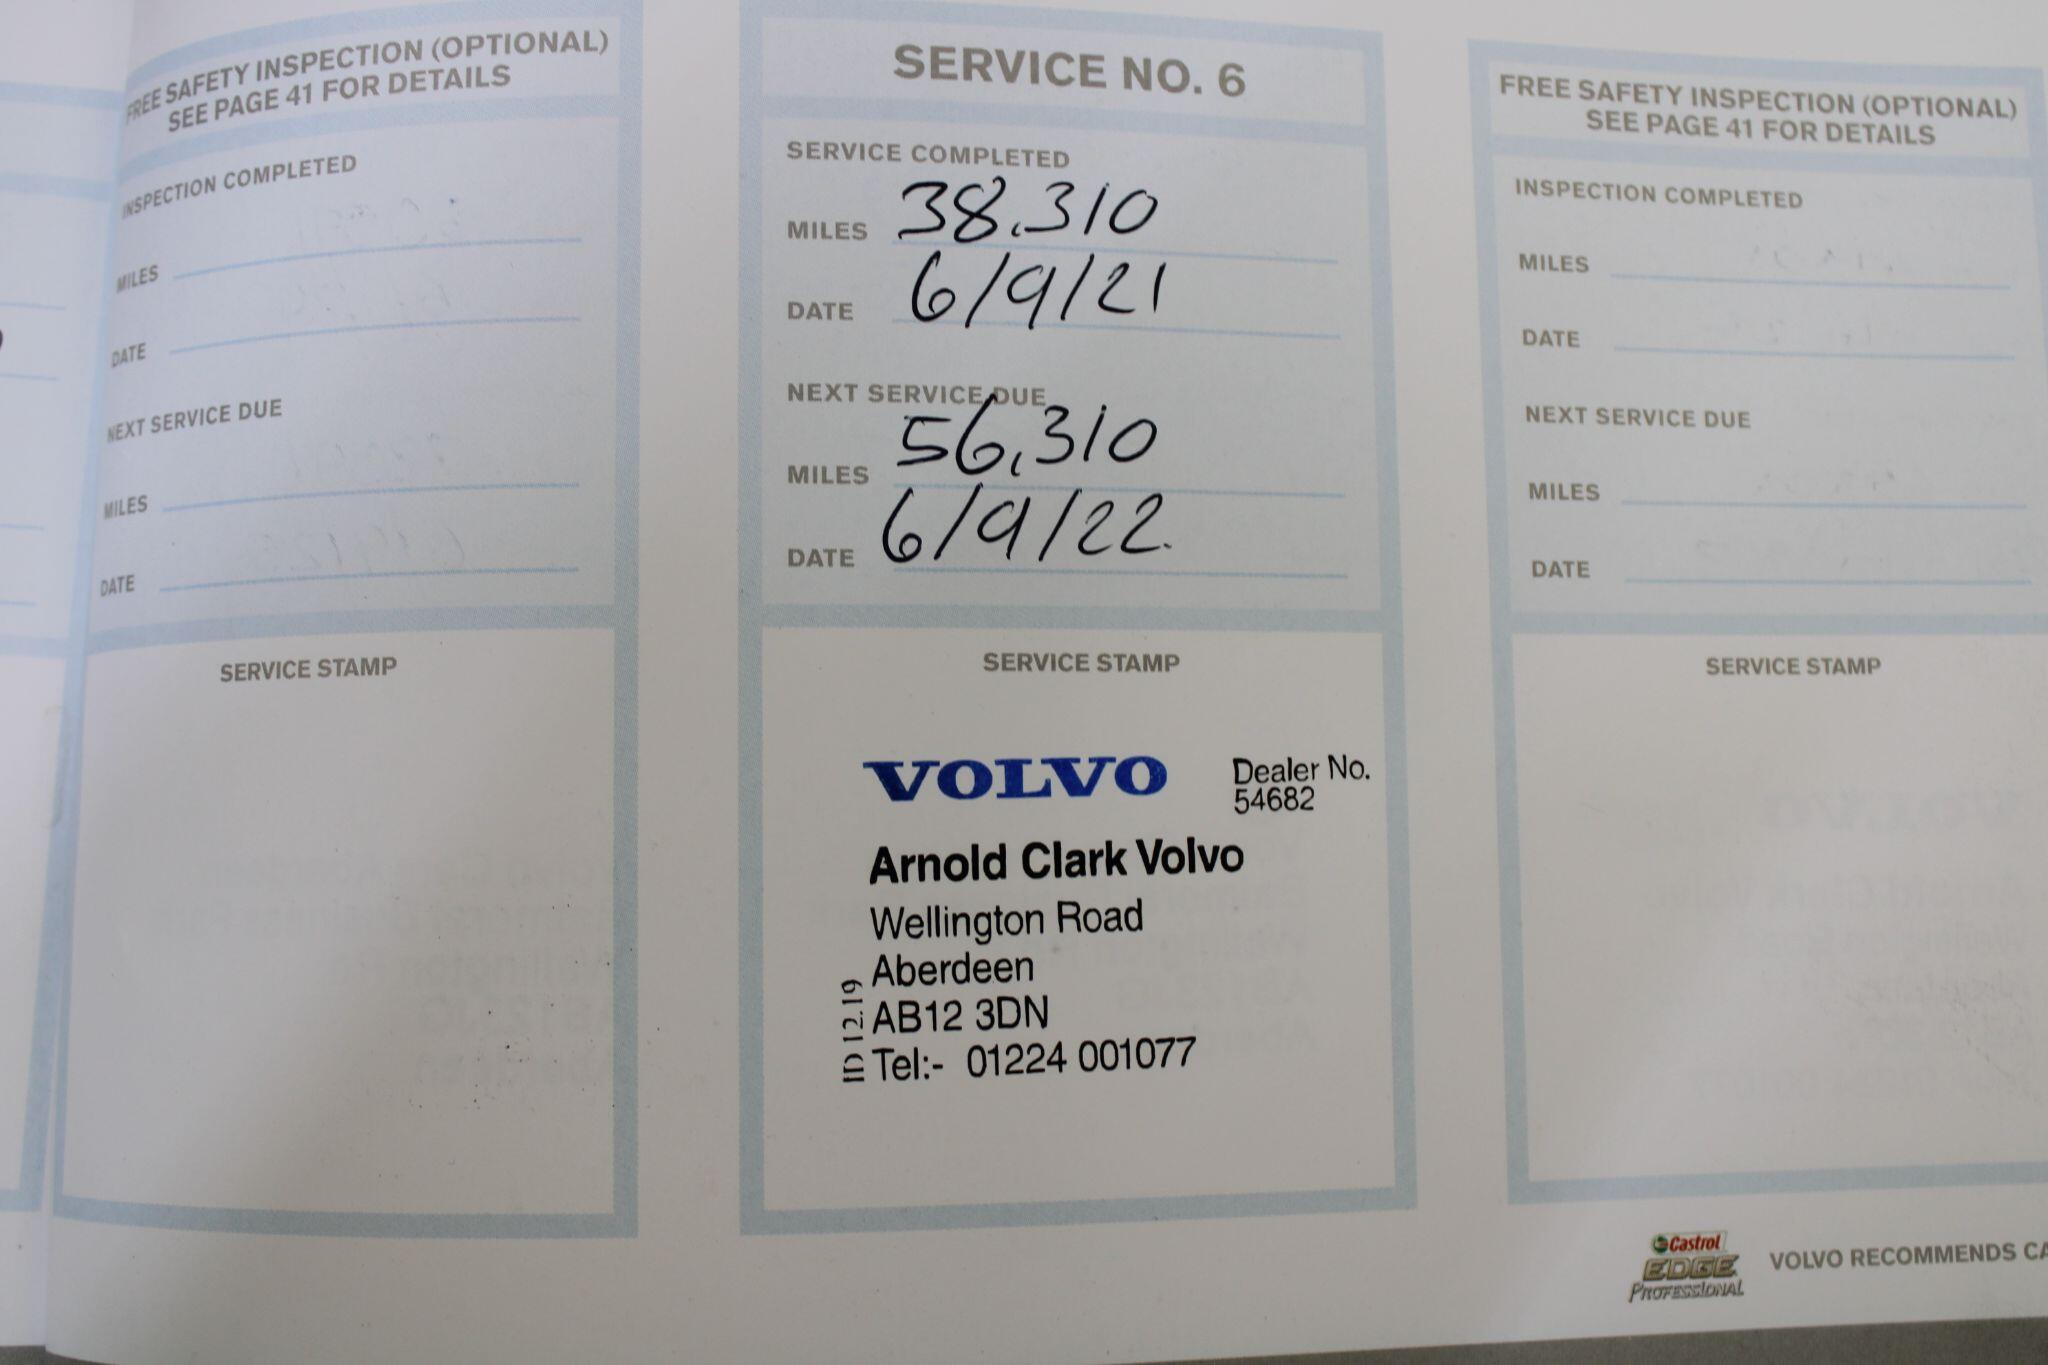 FREE SAFETY INSPECTION (OPTIONAL)
SEE PAGE 41 FOR DETAILS
INSPECTION COMPLETED
MILES
DATE
NEXT SERVICE DUE
MILES
DATE
SERVICE STAMP
SERVICE NO. 6
SERVICE COMPLETED
MILES 38,310
DATE 6/9/21
NEXT SERVICE DUE
MILES 56,310
DATE 6/9/22.
SERVICE STAMP
VOLVO
Dealer No.
54682
Arnold Clark Volvo
Wellington Road
Aberdeen
AB12 3DN
Tel:- 01224 001077
ID 12.19
FREE SAFETY INSPECTION (OPTIONAL)
SEE PAGE 41 FOR DETAILS
INSPECTION COMPLETED
MILES
DATE
NEXT SERVICE DUE
MILES
DATE
SERVICE STAMP
Castrol
EDGE
PROFESSIONAL
VOLVO RECOMMENDS CA